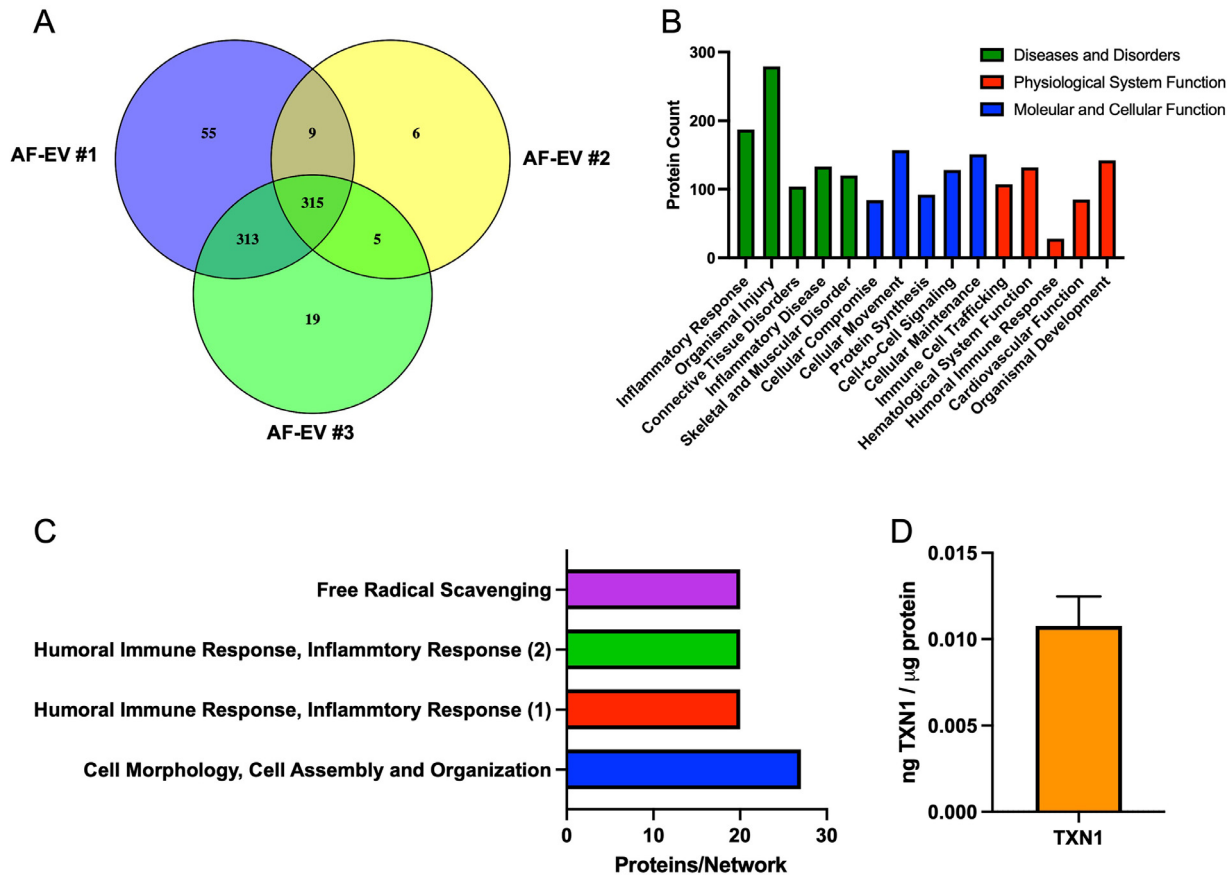 A
55
9
6
AF-EV #1
AF-EV #2
315
313
5
19
AF-EV #3
B
300
200
100
0
Protein Count
Diseases and Disorders
Physiological System Function
Molecular and Cellular Function
Inflammatory Response
Organismal Injury
Connective Tissue Disorders
Inflammatory Disease
Skeletal and Muscular Disorder
Cellular Compromise
Cellular Movement
Protein Synthesis
Cell-to-Cell Signaling
Cellular Maintenance
Immune Cell Trafficking
Hematological System Function
Humoral Immune Response
Cardiovascular Function
Organismal Development
C
Free Radical Scavenging
Humoral Immune Response, Inflammtory Response (2)
Humoral Immune Response, Inflammtory Response (1)
Cell Morphology, Cell Assembly and Organization
0 10 20 30
Proteins/Network
D
0.015
0.010
0.005
0.000
ng TXN1 / μg protein
TXN1